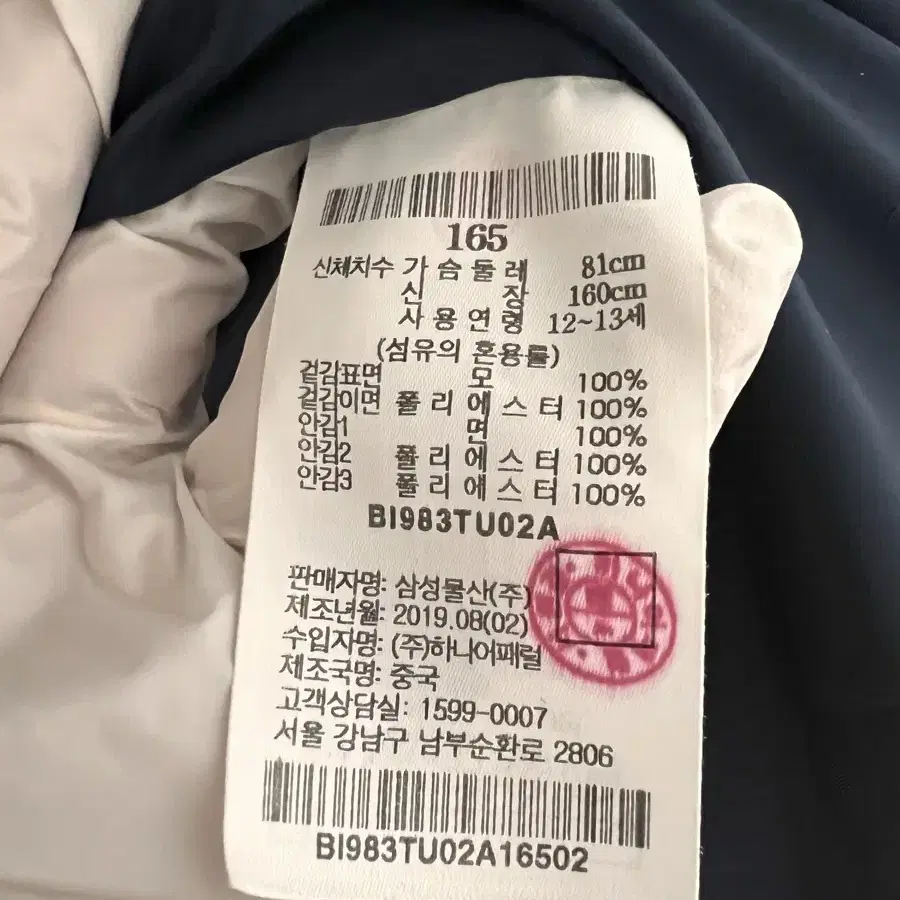 165
신체치수 가 슴 둘 레 81cm
신 장 160cm
사 용 연 령 12~13세
(섬유의 혼용률)
겉감표면 모 100%
겉감이면 폴 리 에 스 터 100%
안감1 면 100%
안감2 폴 리 에 스 터 100%
안감3 폴 리 에 스 터 100%
BI983TU02A
판매자명: 삼성물산(주)
제조년월: 2019.08(02)
수입자명: (주)하나어패럴
제조국명: 중국
고객상담실: 1599-0007
서울 강남구 남부순환로 2806
BI983TU02A16502